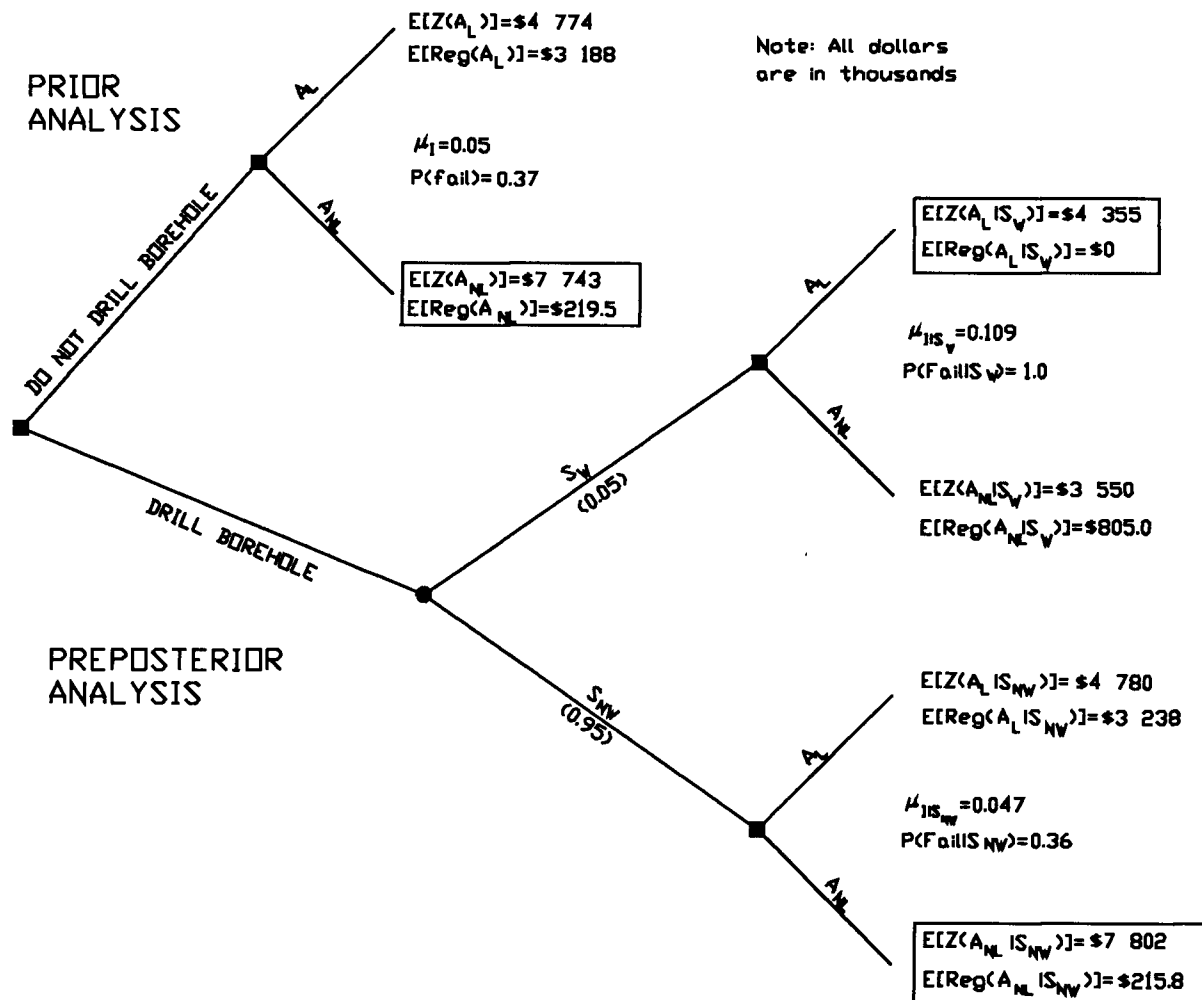 E[Z(A_L)]=$4 774
E[Reg(A_L)]=$3 188
Note: All dollars
are in thousands
PRIOR
ANALYSIS
A_L
μ_I=0.05
P(fail)=0.37
A_NL
E[Z(A_NL)]=$7 743
E[Reg(A_NL)]=$219.5
DO NOT DRILL BOREHOLE
E[Z(A_L|S_W)]=$4 355
E[Reg(A_L|S_W)]=$0
A_L
μ_I|S_W=0.109
P(Fail|S_W)= 1.0
A_NL
S_W
(0.05)
E[Z(A_NL|S_W)]=$3 550
E[Reg(A_NL|S_W)]=$805.0
DRILL BOREHOLE
PREPOSTERIOR
ANALYSIS
S_NW
(0.95)
E[Z(A_L|S_NW)]= $4 780
E[Reg(A_L|S_NW)]=$3 238
A_L
μ_I|S_NW=0.047
P(Fail|S_NW)=0.36
A_NL
E[Z(A_NL|S_NW)]=$7 802
E[Reg(A_NL|S_NW)]=$215.8